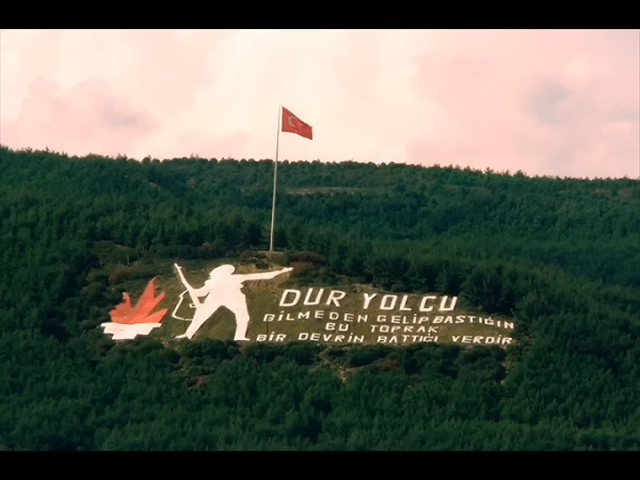 DUR YOLCU
BİLMEDEN GELİP BASTIĞIN
BU TOPRAK
BİR DEVRİN BATTIĞI YERDİR